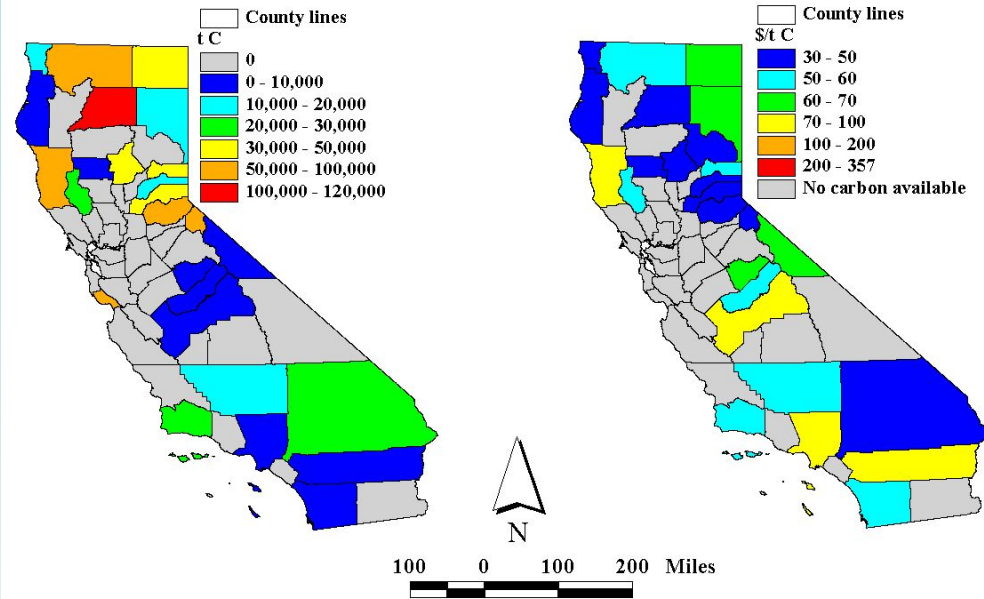 County lines
t C
0
0 - 10,000
10,000 - 20,000
20,000 - 30,000
30,000 - 50,000
50,000 - 100,000
100,000 - 120,000
County lines
$/t C
30 - 50
50 - 60
60 - 70
70 - 100
100 - 200
200 - 357
No carbon available
N
100 0 100 200 Miles